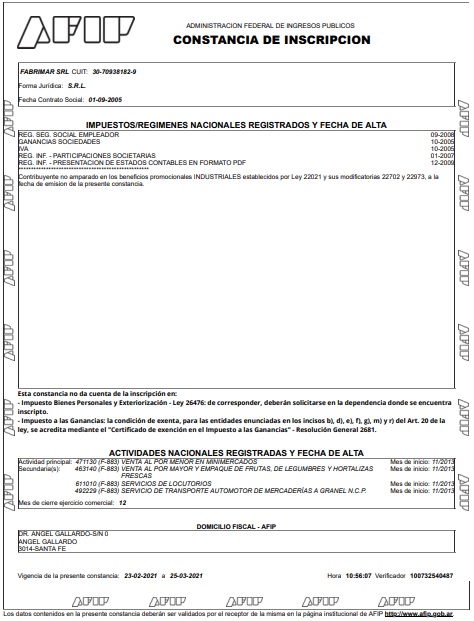 AFIP
ADMINISTRACION FEDERAL DE INGRESOS PUBLICOS
CONSTANCIA DE INSCRIPCION
FABRIMAR SRL CUIT: 30-70938182-9
Forma Jurídica: S.R.L.
Fecha Contrato Social: 01-09-2005
IMPUESTOS/REGIMENES NACIONALES REGISTRADOS Y FECHA DE ALTA
REG. SEG. SOCIAL EMPLEADOR 09-2008
GANANCIAS SOCIEDADES 10-2005
IVA 10-2005
REG. INF. - PARTICIPACIONES SOCIETARIAS 01-2007
REG. INF. - PRESENTACION DE ESTADOS CONTABLES EN FORMATO PDF 12-2009
Contribuyente no amparado en los beneficios promocionales INDUSTRIALES establecidos por Ley 22021 y sus modificatorias 22702 y 22973, a la
fecha de emision de la presente constancia.
Esta constancia no da cuenta de la inscripción en:
- Impuesto Bienes Personales y Exteriorización - Ley 26476: de corresponder, deberán solicitarse en la dependencia donde se encuentra
inscripto.
- Impuesto a las Ganancias: la condición de exenta, para las entidades enunciadas en los incisos b), d), e), f), g), m) y r) del Art. 20 de la
ley, se acredita mediante el "Certificado de exención en el Impuesto a las Ganancias" - Resolución General 2681.
ACTIVIDADES NACIONALES REGISTRADAS Y FECHA DE ALTA
Actividad principal: 471130 (F-883) VENTA AL POR MENOR EN MINIMERCADOS Mes de inicio: 11/2013
Secundaria(s): 463140 (F-883) VENTA AL POR MAYOR Y EMPAQUE DE FRUTAS, DE LEGUMBRES Y HORTALIZAS Mes de inicio: 11/2013
FRESCAS
611010 (F-883) SERVICIOS DE LOCUTORIOS Mes de inicio: 11/2013
492229 (F-883) SERVICIO DE TRANSPORTE AUTOMOTOR DE MERCADERÍAS A GRANEL N.C.P. Mes de inicio: 11/2013
Mes de cierre ejercicio comercial: 12
DOMICILIO FISCAL - AFIP
DR. ANGEL GALLARDO-S/N 0
ANGEL GALLARDO
3014-SANTA FE
Vigencia de la presente constancia: 23-02-2021 a 25-03-2021 Hora 10:56:07 Verificador 100732540487
AFIP AFIP AFIP AFIP AFIP
Los datos contenidos en la presente constancia deberán ser validados por el receptor de la misma en la página institucional de AFIP http://www.afip.gob.ar.